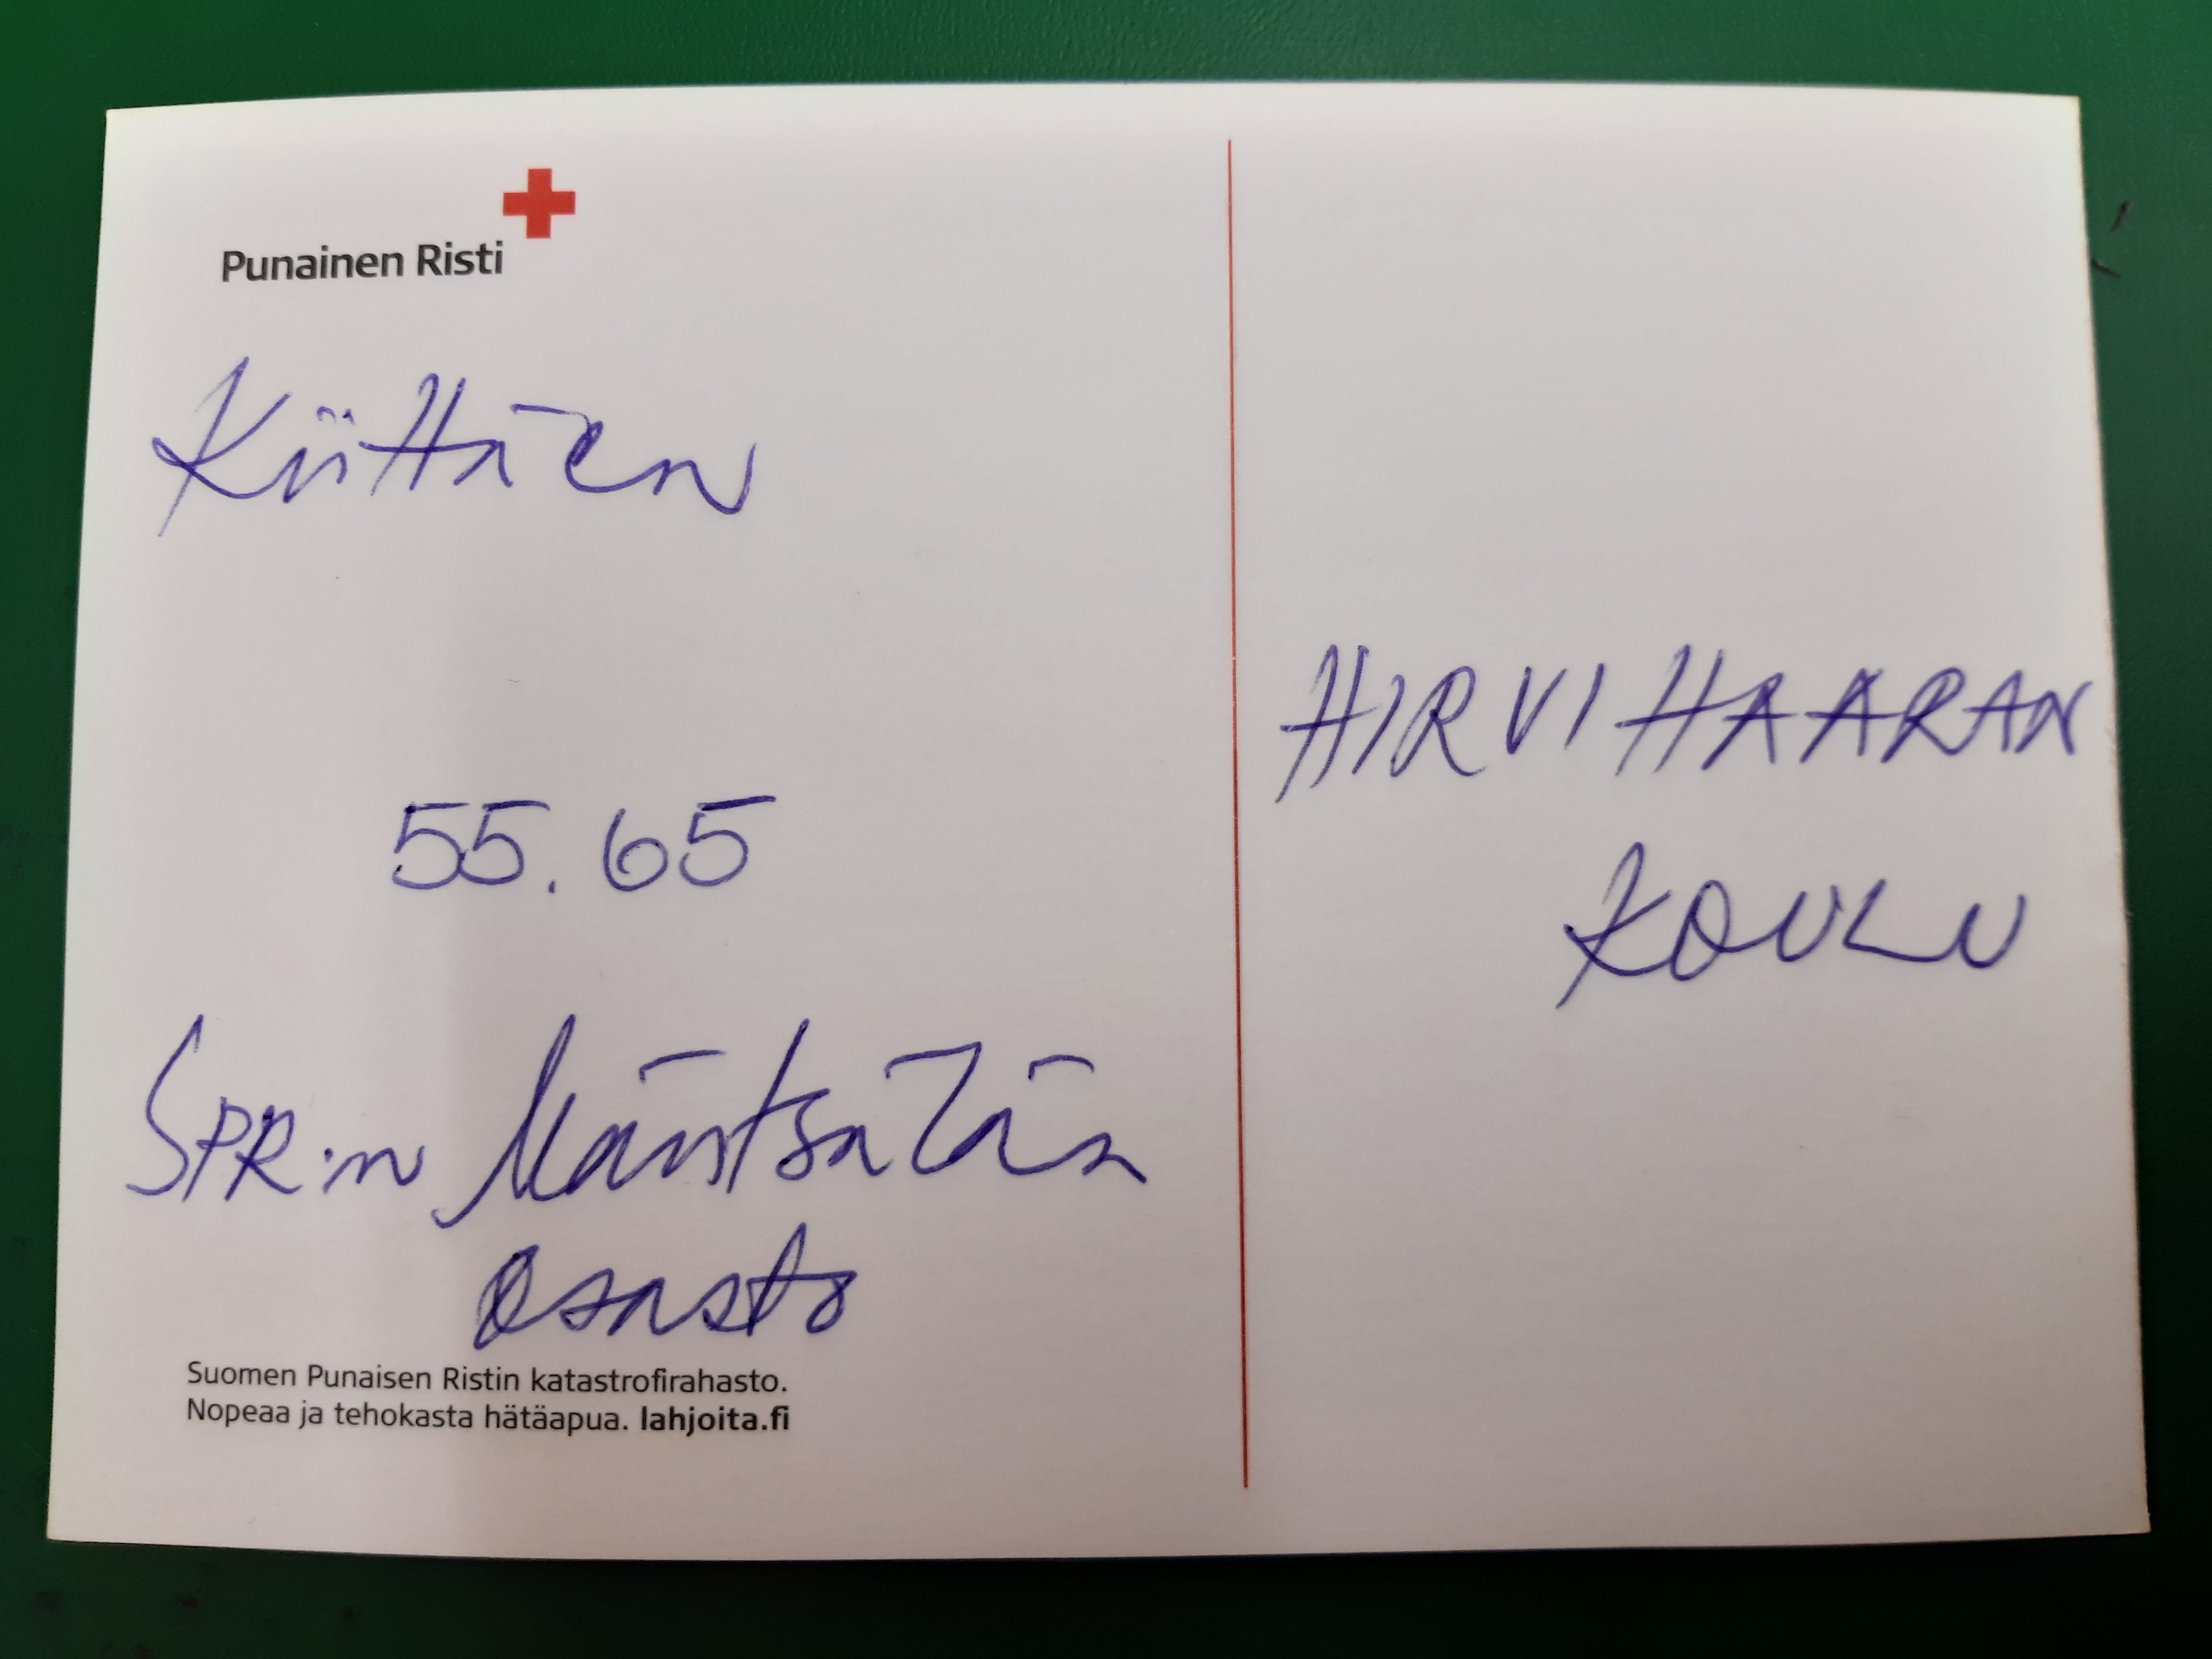 Punainen Risti
Kiittäen
55.65
SPR:n Mäntsälän
osasto
Suomen Punaisen Ristin katastrofirahasto.
Nopeaa ja tehokasta hätäapua. lahjoita.fi
HIRVIHAARAN
KOULU